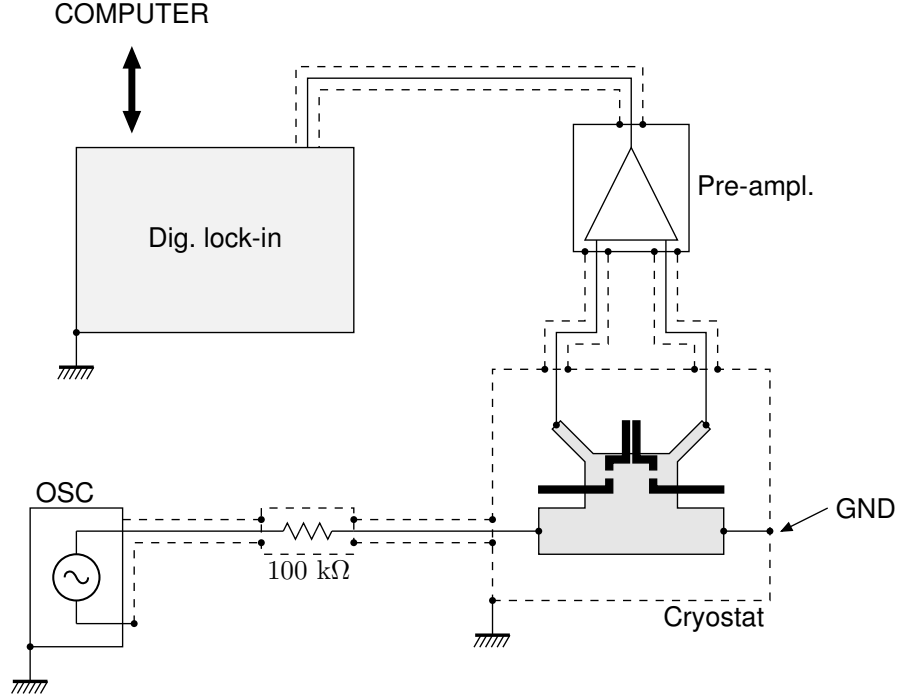 COMPUTER
Dig. lock-in
Pre-ampl.
OSC
GND
100 kΩ
Cryostat